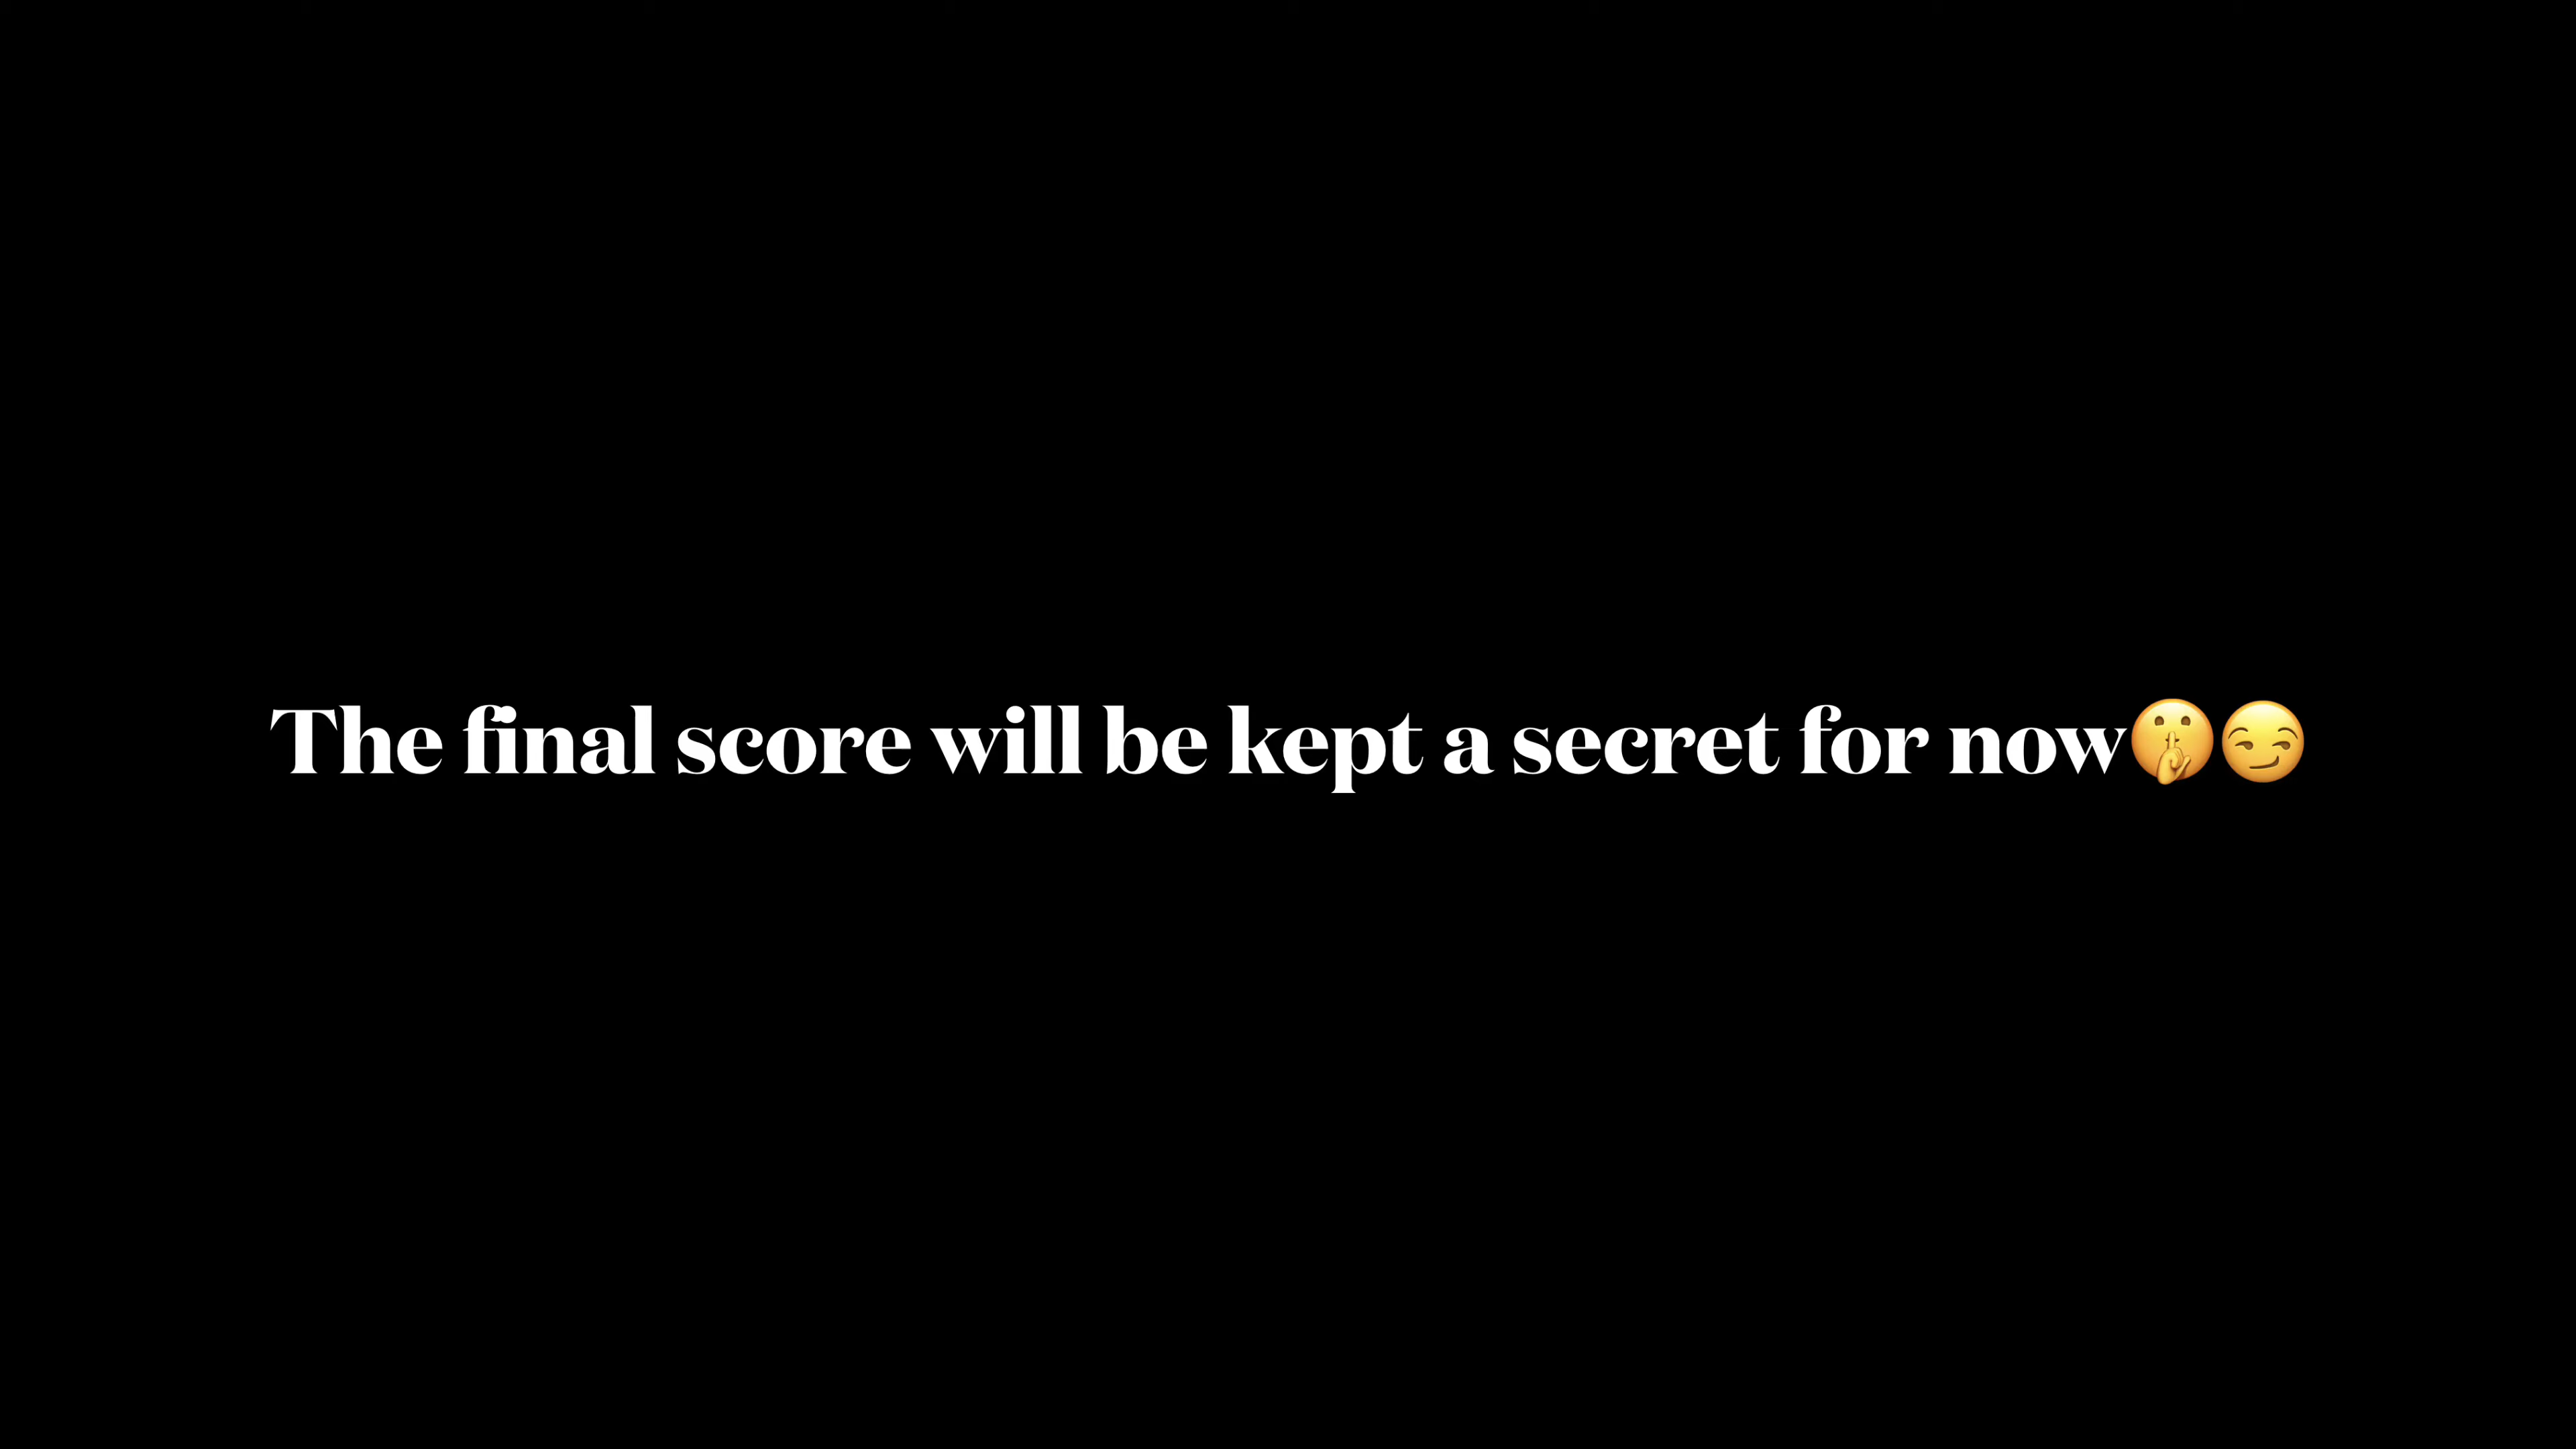 The final score will be kept a secret for now🤫😏